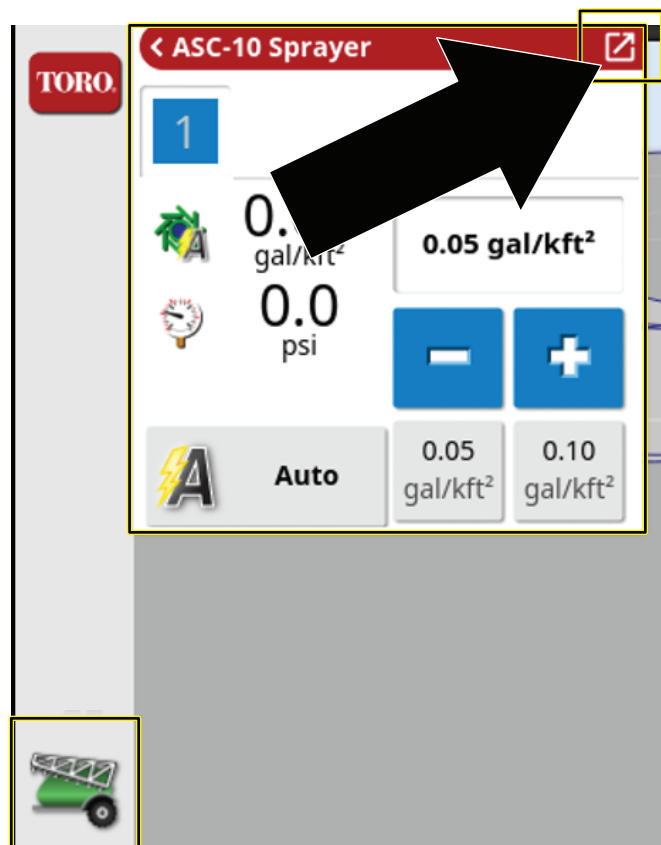 < ASC-10 Sprayer
TORO.
1
gal/kft²
0.05 gal/kft²
0.0
psi
Auto
0.05
gal/kft²
0.10
gal/kft²